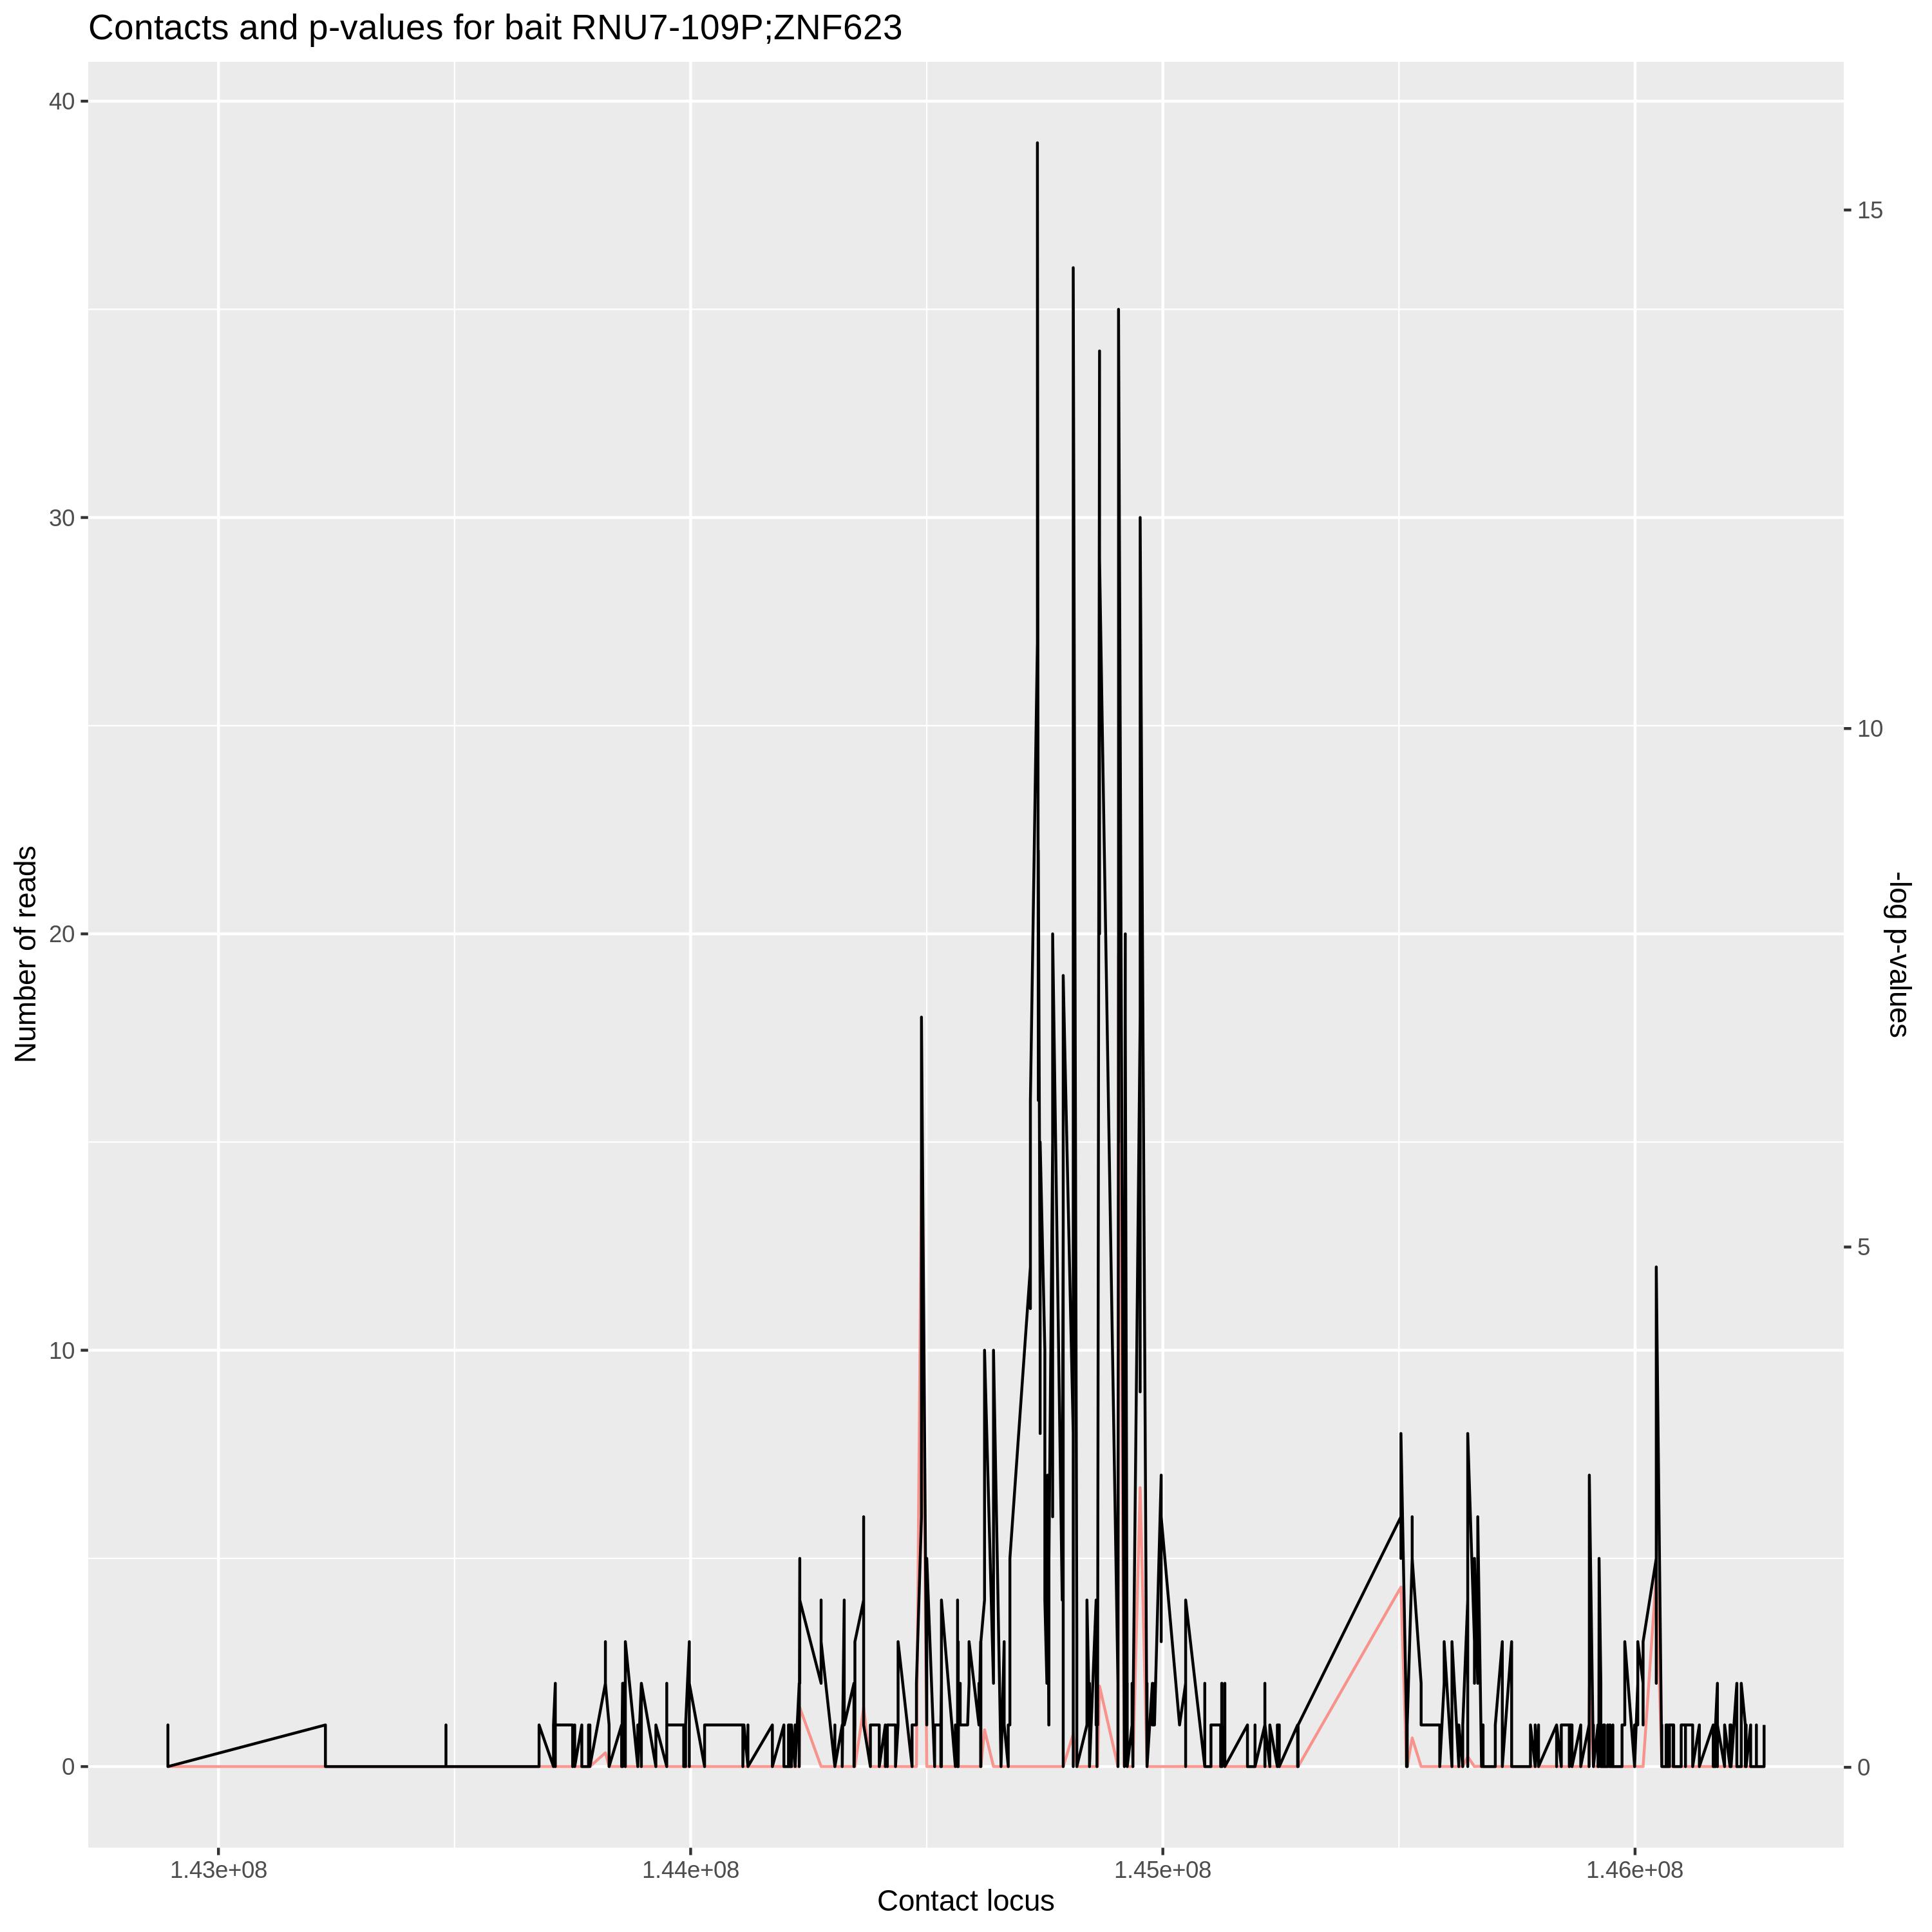 Contacts and p-values for bait RNU7-109P;ZNF623
40
30
20
10
0
Number of reads
15
10
5
0
-log p-values
1.43e+08
1.44e+08
1.45e+08
1.46e+08
Contact locus